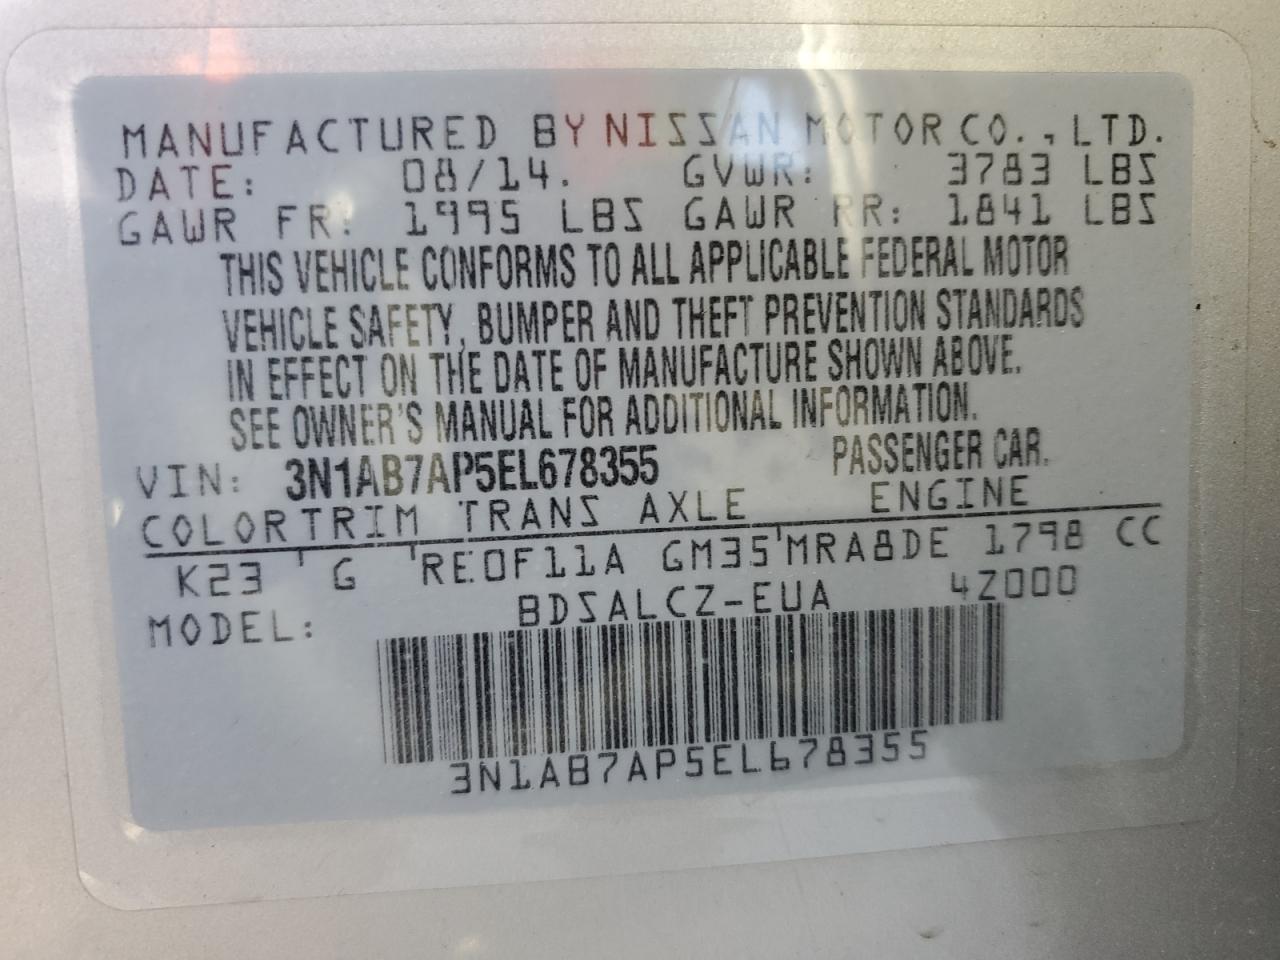 MANUFACTURED BY NISSAN MOTOR CO., LTD.
DATE: 08/14. GVWR: 3783 LBS
GAWR FR: 1995 LBS GAWR RR: 1841 LBS
THIS VEHICLE CONFORMS TO ALL APPLICABLE FEDERAL MOTOR
VEHICLE SAFETY, BUMPER AND THEFT PREVENTION STANDARDS
IN EFFECT ON THE DATE OF MANUFACTURE SHOWN ABOVE.
SEE OWNER'S MANUAL FOR ADDITIONAL INFORMATION.
VIN: 3N1AB7AP5EL678355 PASSENGER CAR.
COLOR TRIM TRANS AXLE ENGINE
K23 G RE0F11A GM35 MRA8DE 1798 CC
MODEL: BDSALCZ-EUA 4Z000
3N1AB7AP5EL678355